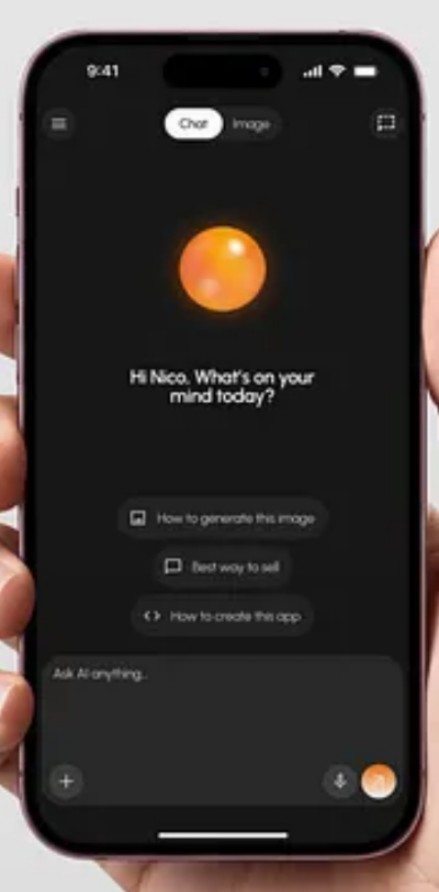 9:41
Chat Image
Hi Nico. What's on your
mind today?
How to generate this image
Best way to sell
How to create this app
Ask AI anything...